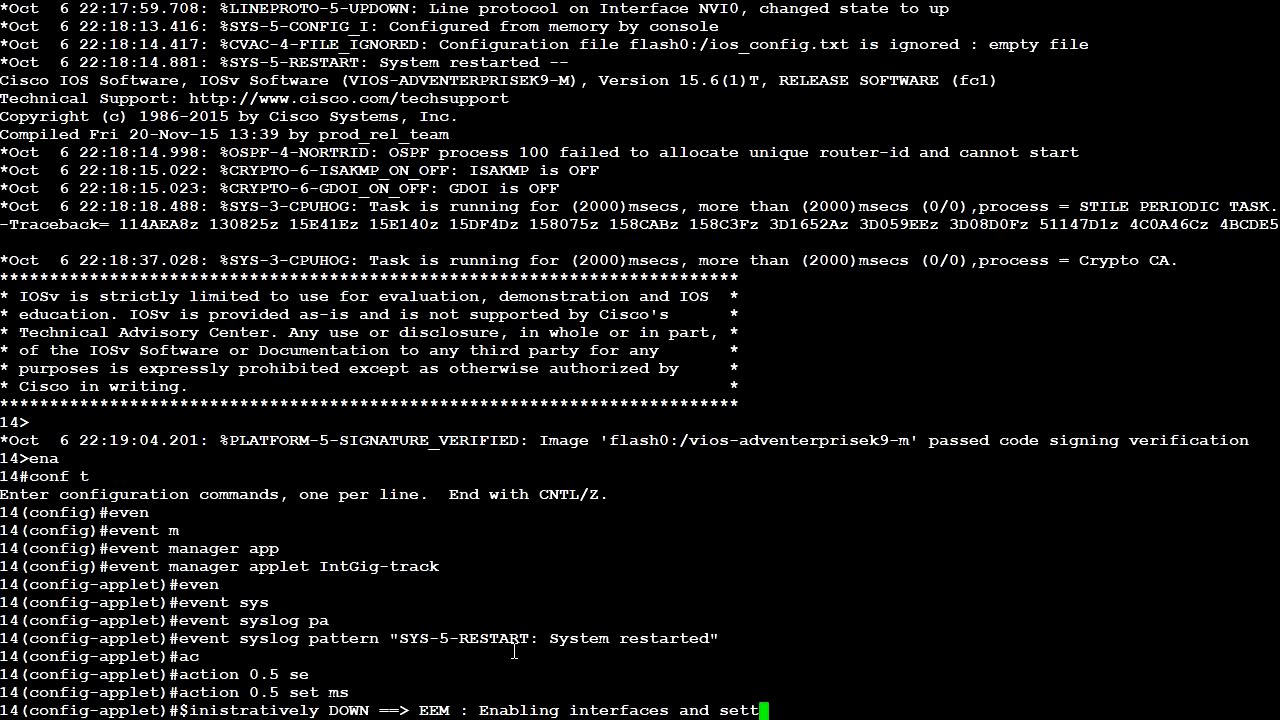 *Oct  6 22:17:59.708: %LINEPROTO-5-UPDOWN: Line protocol on Interface NVI0, changed state to up
*Oct  6 22:18:13.416: %SYS-5-CONFIG_I: Configured from memory by console
*Oct  6 22:18:14.417: %CVAC-4-FILE_IGNORED: Configuration file flash0:/ios_config.txt is ignored : empty file
*Oct  6 22:18:14.881: %SYS-5-RESTART: System restarted --
Cisco IOS Software, IOSv Software (VIOS-ADVENTERPRISEK9-M), Version 15.6(1)T, RELEASE SOFTWARE (fc1)
Technical Support: http://www.cisco.com/techsupport
Copyright (c) 1986-2015 by Cisco Systems, Inc.
Compiled Fri 20-Nov-15 13:39 by prod_rel_team
*Oct  6 22:18:14.998: %OSPF-4-NORTRID: OSPF process 100 failed to allocate unique router-id and cannot start
*Oct  6 22:18:15.022: %CRYPTO-6-ISAKMP_ON_OFF: ISAKMP is OFF
*Oct  6 22:18:15.023: %CRYPTO-6-GDOI_ON_OFF: GDOI is OFF
*Oct  6 22:18:18.488: %SYS-3-CPUHOG: Task is running for (2000)msecs, more than (2000)msecs (0/0),process = STILE PERIODIC TASK.
-Traceback= 114AEA8z 130825z 15E41Ez 15E140z 15DF4Dz 158075z 158CABz 158C3Fz 3D1652Az 3D059EEz 3D08D0Fz 51147D1z 4C0A46Cz 4BCDE5
*Oct  6 22:18:37.028: %SYS-3-CPUHOG: Task is running for (2000)msecs, more than (2000)msecs (0/0),process = Crypto CA.
**************************************************************************
* IOSv is strictly limited to use for evaluation, demonstration and IOS  *
* education. IOSv is provided as-is and is not supported by Cisco's      *
* Technical Advisory Center. Any use or disclosure, in whole or in part, *
* of the IOSv Software or Documentation to any third party for any       *
* purposes is expressly prohibited except as otherwise authorized by     *
* Cisco in writing.                                                      *
**************************************************************************
14>
*Oct  6 22:19:04.201: %PLATFORM-5-SIGNATURE_VERIFIED: Image 'flash0:/vios-adventerprisek9-m' passed code signing verification
14>ena
14#conf t
Enter configuration commands, one per line.  End with CNTL/Z.
14(config)#even
14(config)#event m
14(config)#event manager app
14(config)#event manager applet IntGig-track
14(config-applet)#even
14(config-applet)#event sys
14(config-applet)#event syslog pa
14(config-applet)#event syslog pattern "SYS-5-RESTART: System restarted"
14(config-applet)#ac
14(config-applet)#action 0.5 se
14(config-applet)#action 0.5 set ms
14(config-applet)#$inistratively DOWN ==> EEM : Enabling interfaces and sett